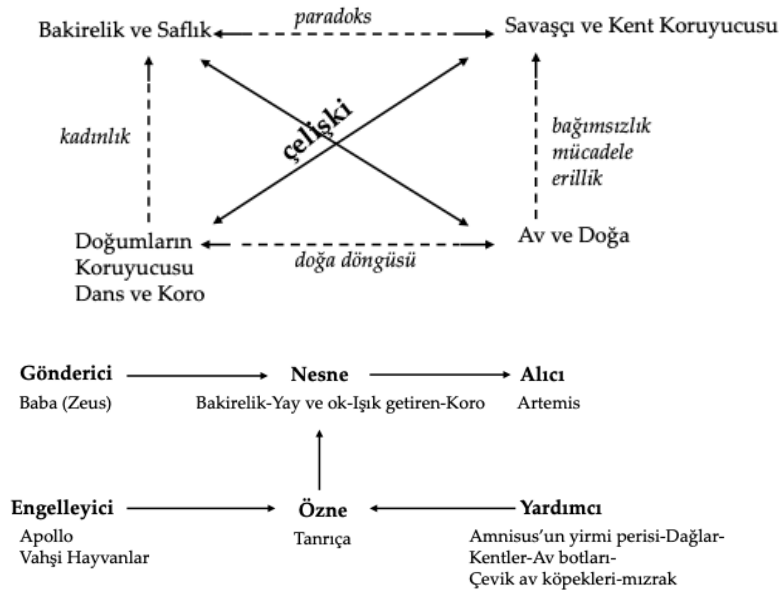 paradoks
Bakirelik ve Saflık
Savaşçı ve Kent Koruyucusu
çelişki
kadınlık
bağımsızlık
mücadele
erillik
Doğumların
Koruyucusu
Dans ve Koro
doğa döngüsü
Av ve Doğa
Gönderici
Nesne
Alıcı
Baba (Zeus)
Bakirelik-Yay ve ok-Işık getiren-Koro
Artemis
Engelleyici
Özne
Yardımcı
Apollo
Vahşi Hayvanlar
Tanrıça
Amnisus’un yirmi perisi-Dağlar-
Kentler-Av botları-
Çevik av köpekleri-mızrak